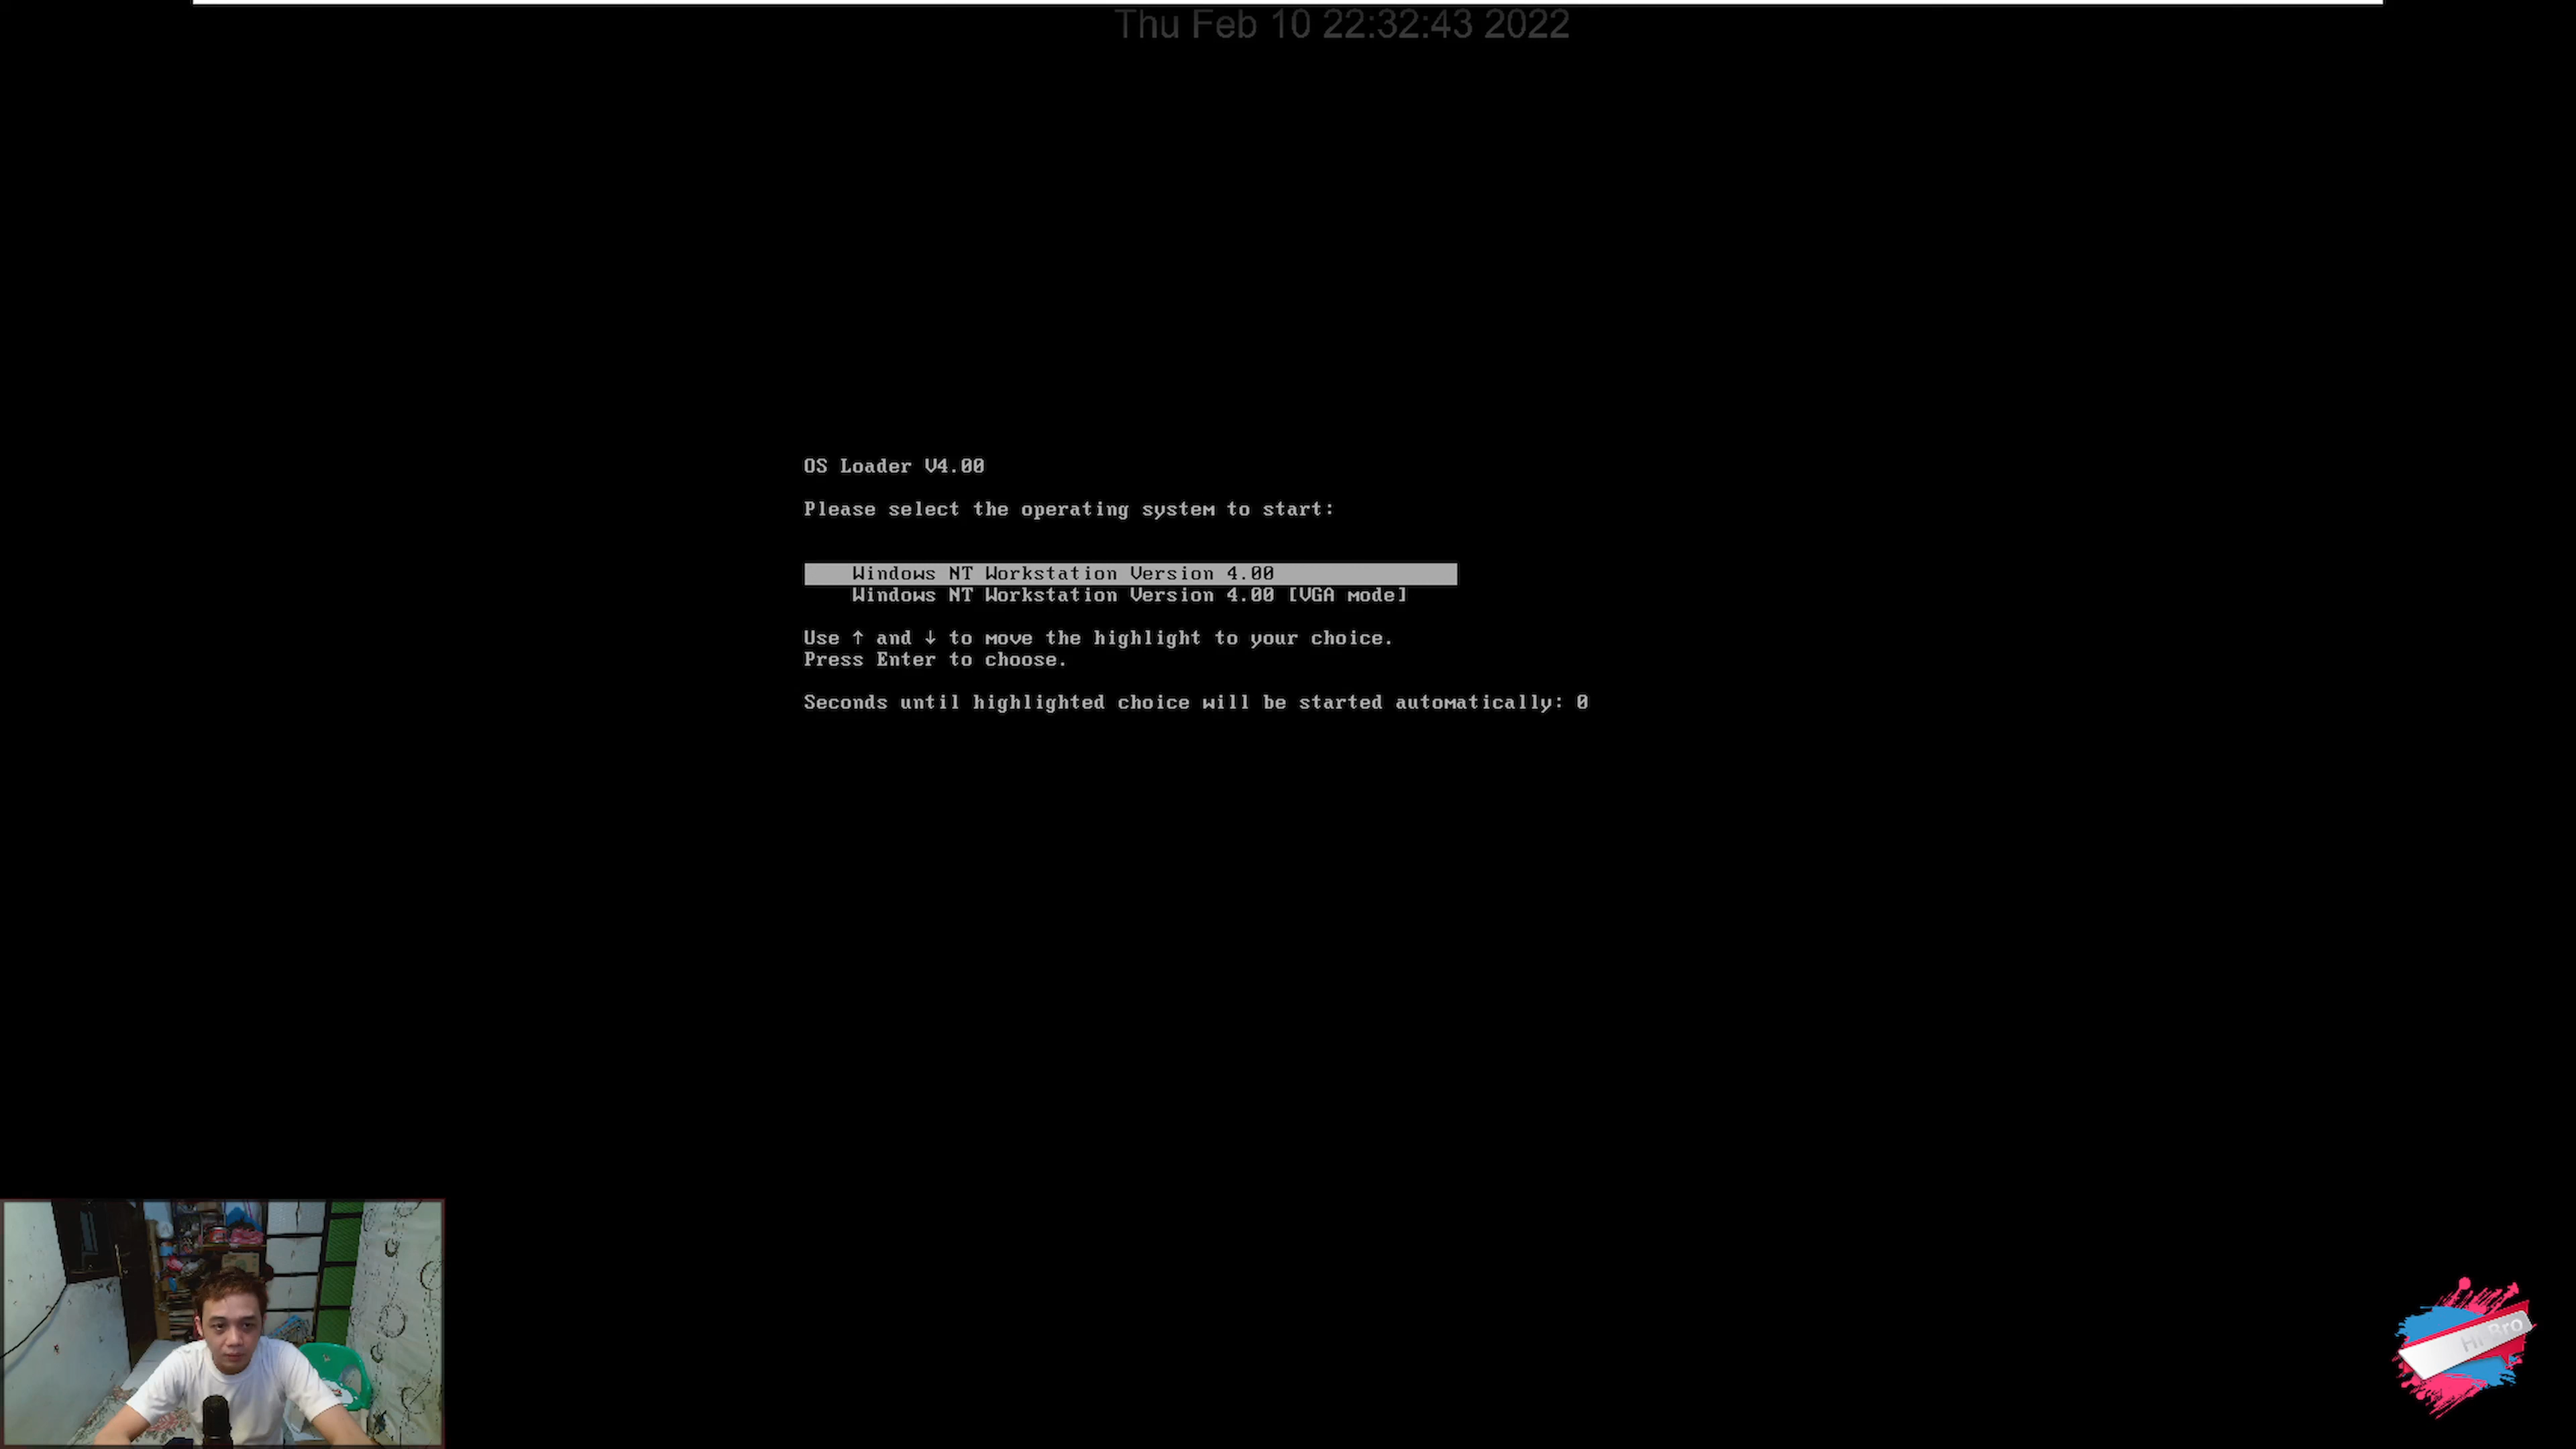 Thu Feb 10 22:32:43 2022
OS Loader V4.00
Please select the operating system to start:
Windows NT Workstation Version 4.00
Windows NT Workstation Version 4.00 [VGA mode]
Use ↑ and ↓ to move the highlight to your choice.
Press Enter to choose.
Seconds until highlighted choice will be started automatically: 0
Hi Bro